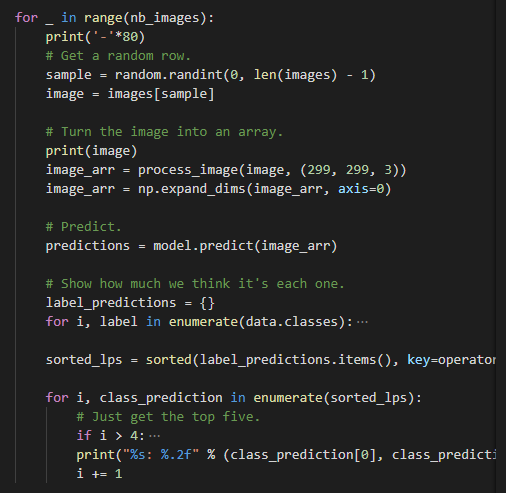 for _ in range(nb_images):
    print('-'*80)
    # Get a random row.
    sample = random.randint(0, len(images) - 1)
    image = images[sample]

    # Turn the image into an array.
    print(image)
    image_arr = process_image(image, (299, 299, 3))
    image_arr = np.expand_dims(image_arr, axis=0)

    # Predict.
    predictions = model.predict(image_arr)

    # Show how much we think it's each one.
    label_predictions = {}
    for i, label in enumerate(data.classes):···

    sorted_lps = sorted(label_predictions.items(), key=operator

    for i, class_prediction in enumerate(sorted_lps):
        # Just get the top five.
        if i > 4:···
        print("%s: %.2f" % (class_prediction[0], class_predicti
        i += 1